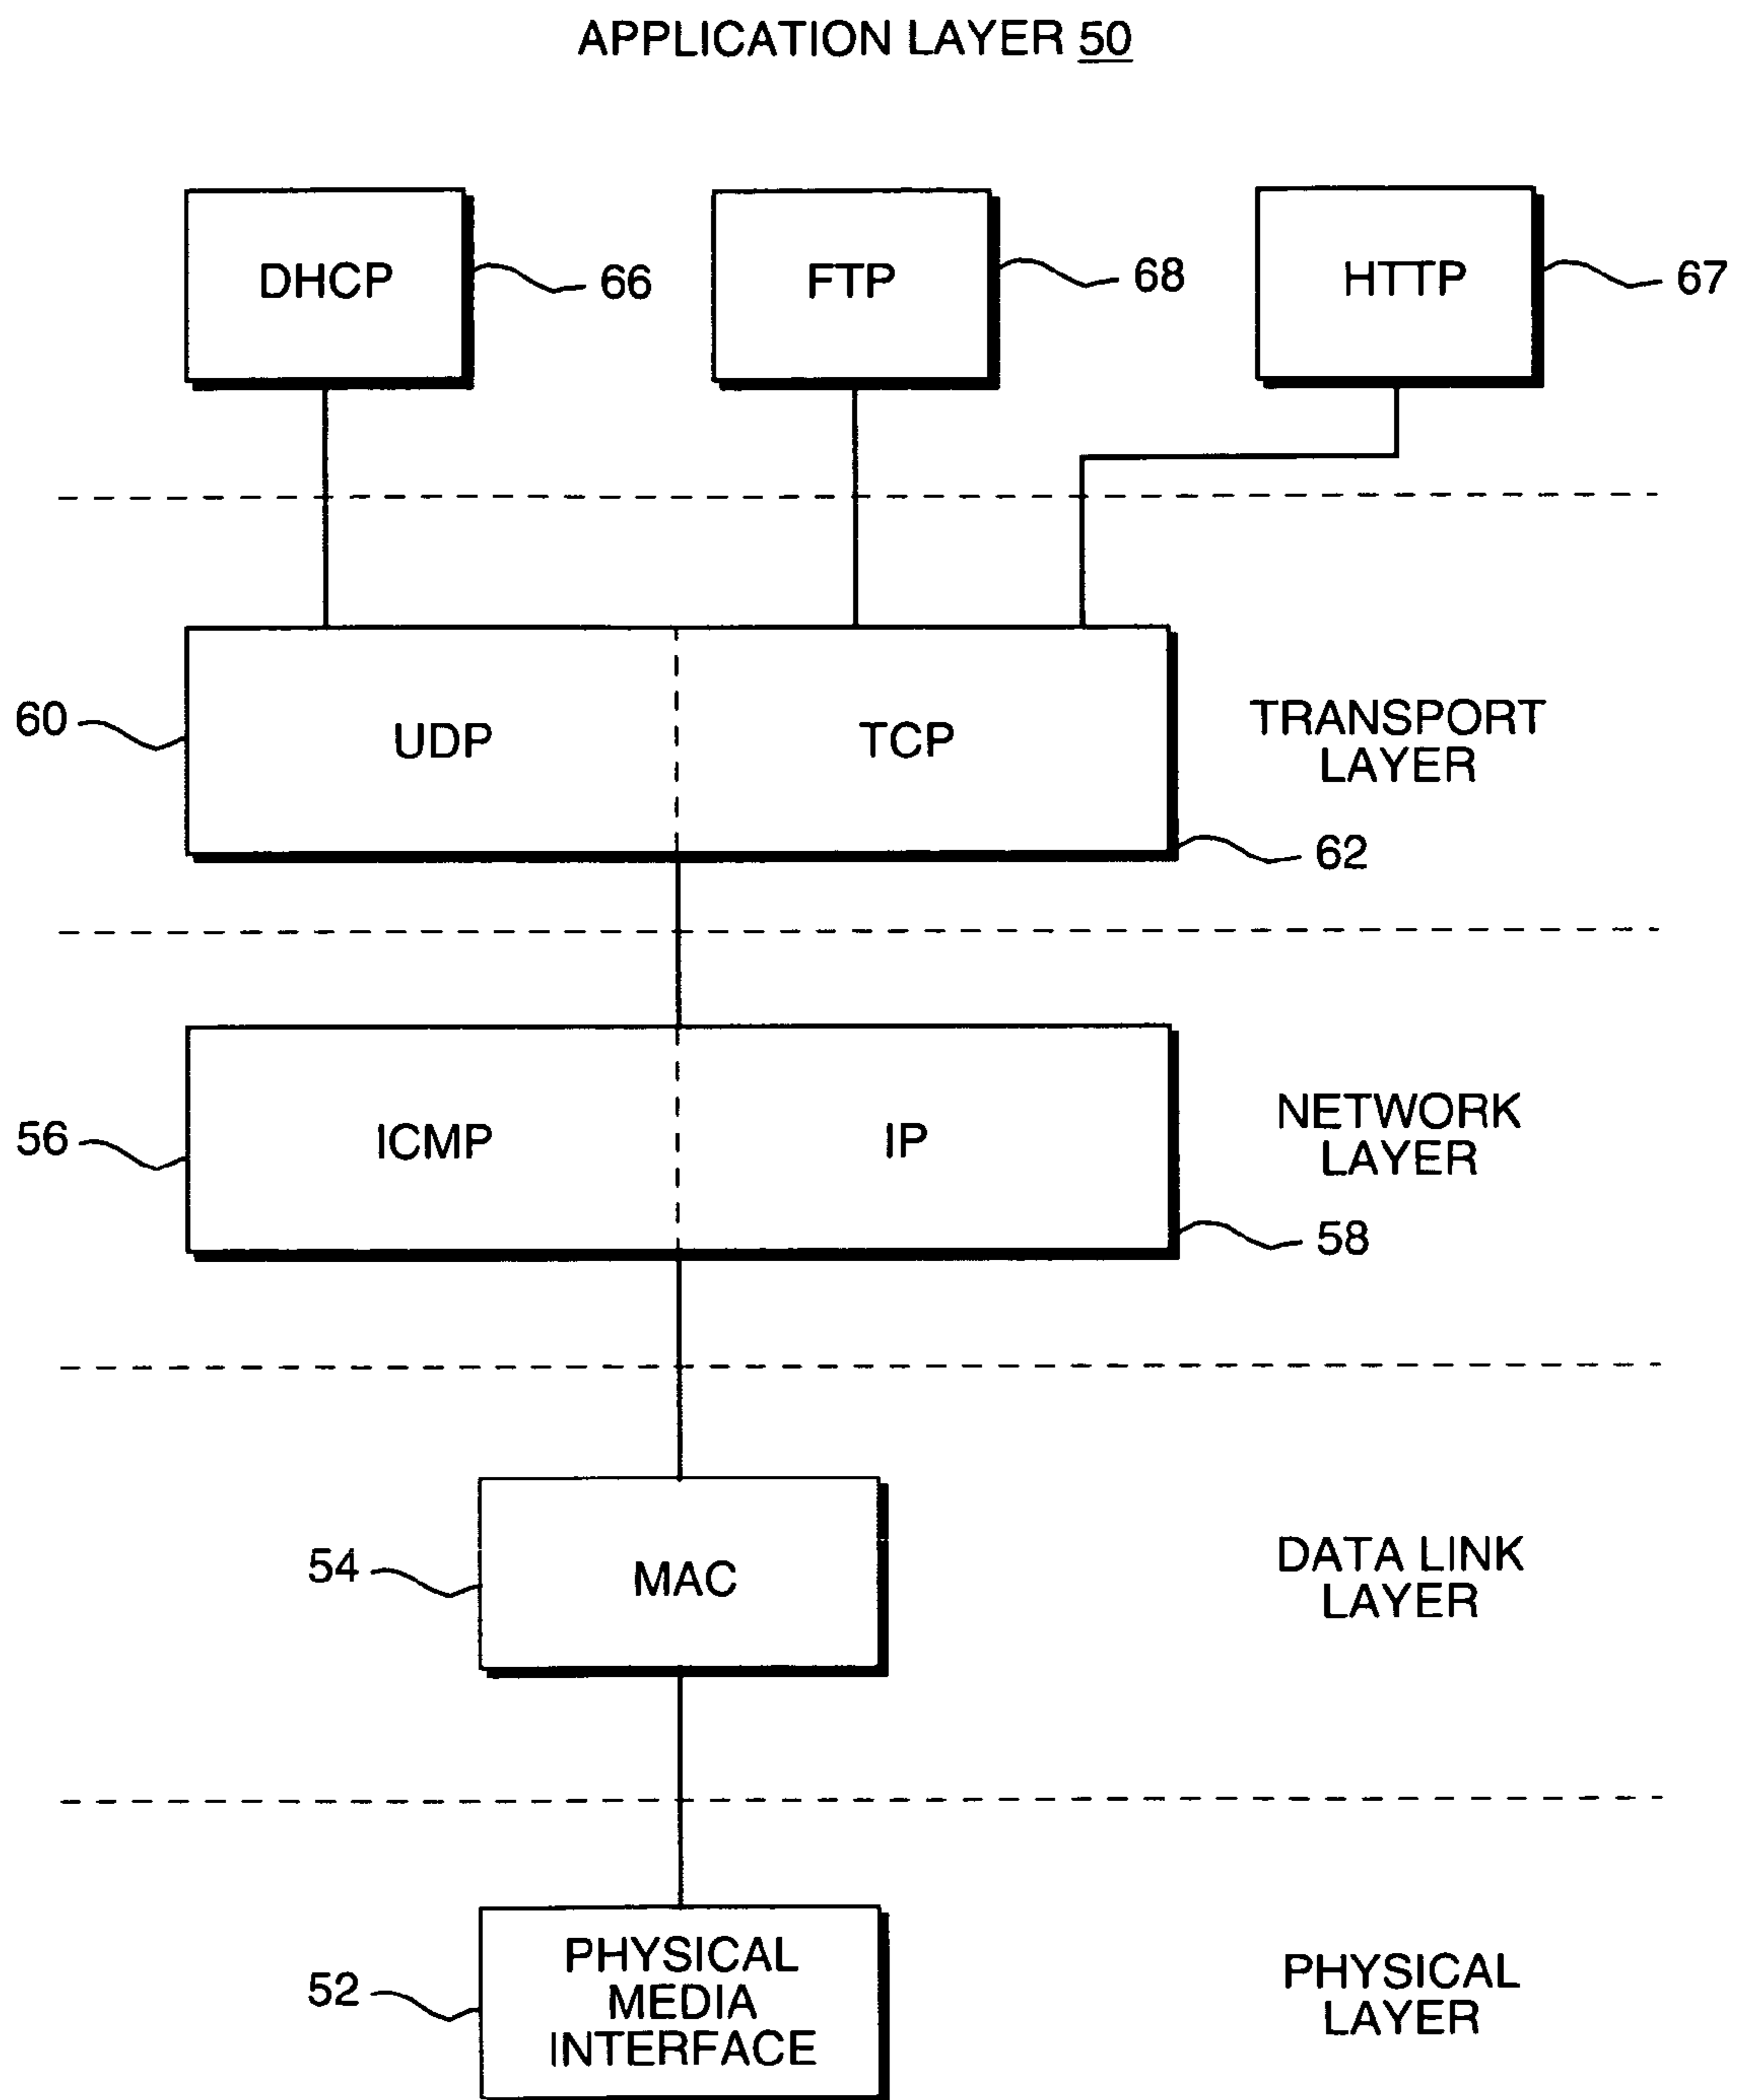 APPLICATION LAYER 50
DHCP
66
FTP
68
HTTP
67
60
UDP
TCP
TRANSPORT
LAYER
62
56
ICMP
IP
NETWORK
LAYER
58
54
MAC
DATA LINK
LAYER
52
PHYSICAL
MEDIA
INTERFACE
PHYSICAL
LAYER